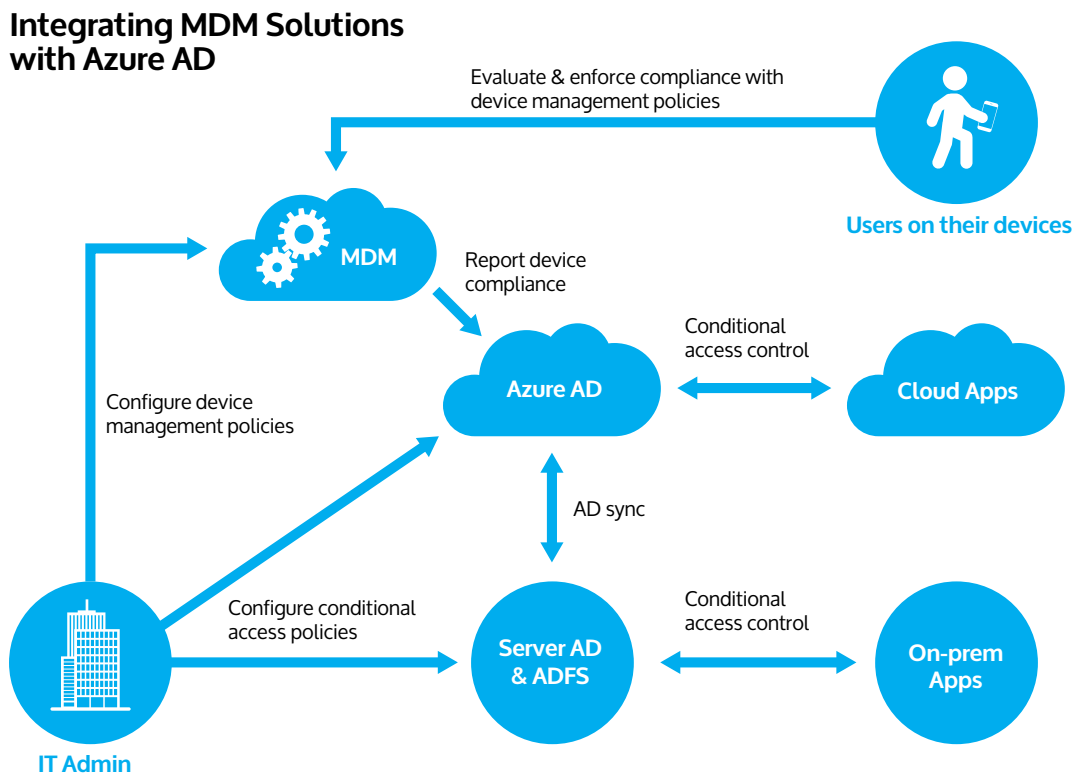 Integrating MDM Solutions
with Azure AD
Evaluate & enforce compliance with
device management policies
Users on their devices
MDM
Report device
compliance
Conditional
access control
Azure AD
Cloud Apps
Configure device
management policies
AD sync
Configure conditional
access policies
Conditional
access control
Server AD
& ADFS
On-prem
Apps
IT Admin